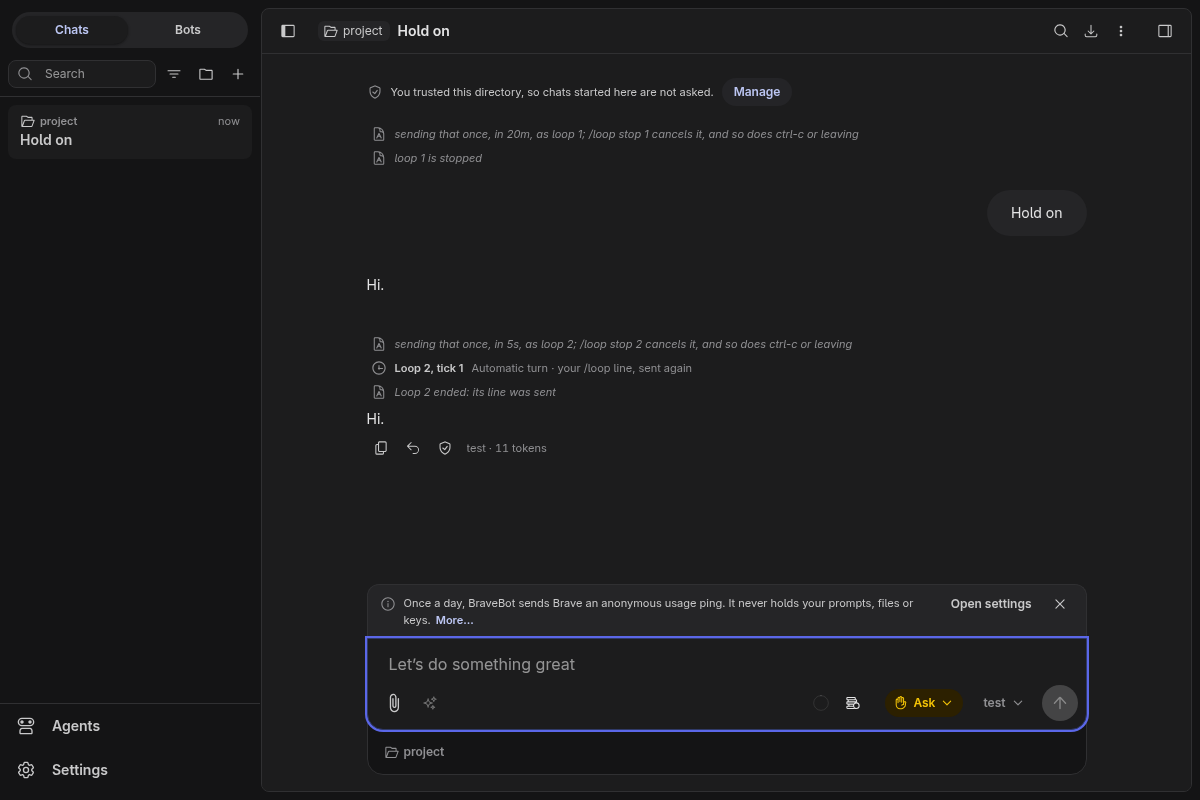 Chats
Bots
Search
project
now
Hold on
Agents
Settings
project
Hold on
You trusted this directory, so chats started here are not asked.
Manage
sending that once, in 20m, as loop 1; /loop stop 1 cancels it, and so does ctrl-c or leaving
loop 1 is stopped
Hold on
Hi.
sending that once, in 5s, as loop 2; /loop stop 2 cancels it, and so does ctrl-c or leaving
Loop 2, tick 1 Automatic turn · your /loop line, sent again
Loop 2 ended: its line was sent
Hi.
test · 11 tokens
Once a day, BraveBot sends Brave an anonymous usage ping. It never holds your prompts, files or
keys. More...
Open settings
Let's do something great
Ask
test
project